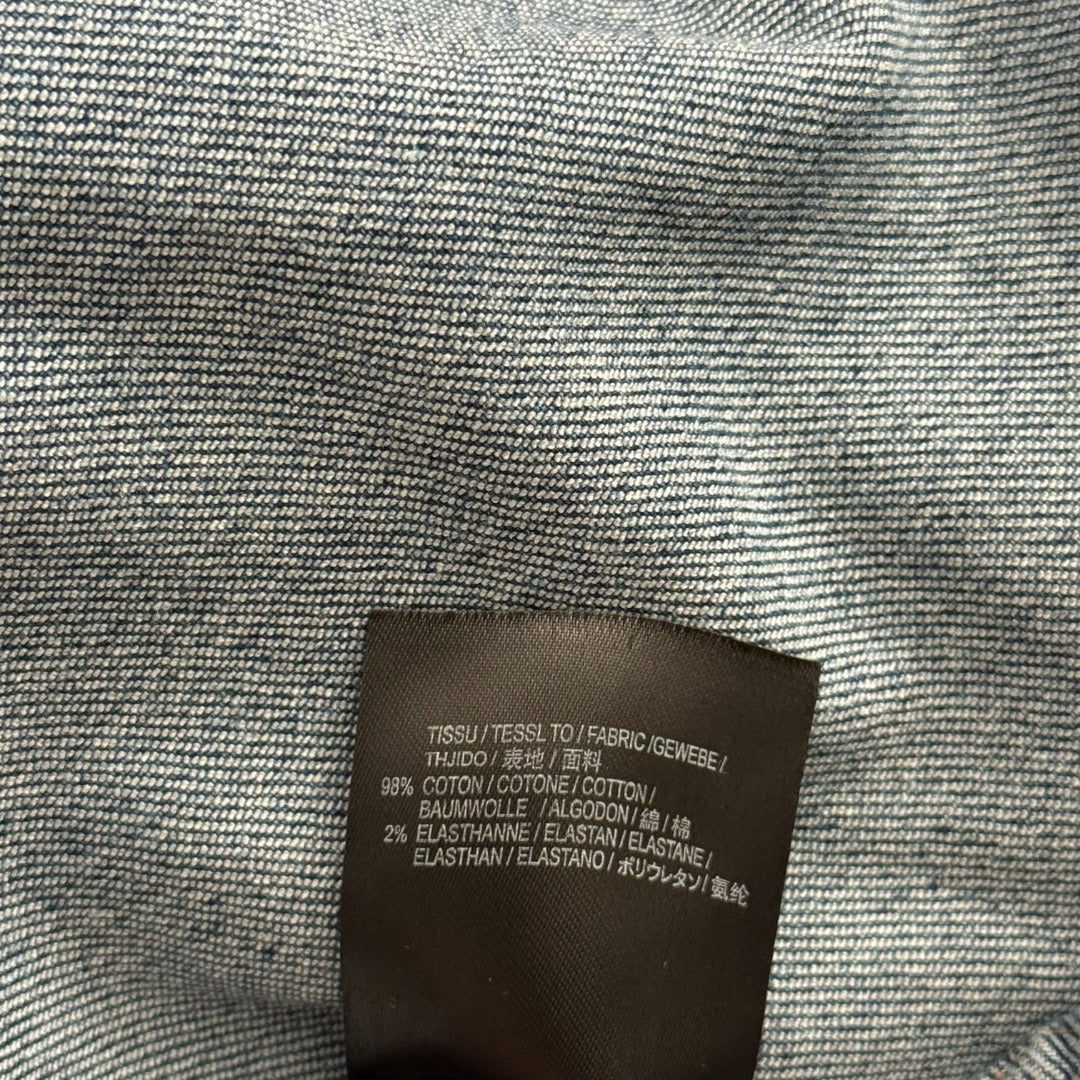 TISSU / TESSL TO / FABRIC /GEWEBE /
THJIDO / 表地 / 面料
98% COTON / COTONE / COTTON /
BAUMWOLLE / ALGODON / 綿 / 棉
2% ELASTHANNE / ELASTAN / ELASTANE /
ELASTHAN / ELASTANO / ポリウレタン / 氨纶